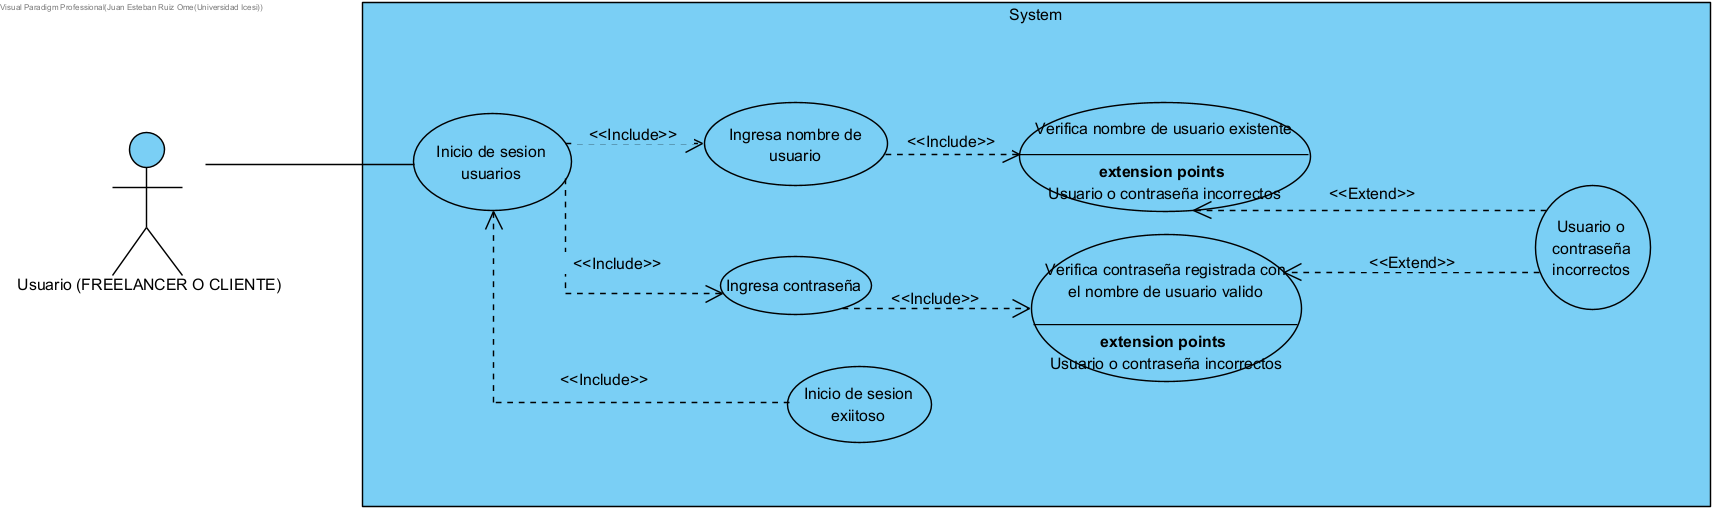 Visual Paradigm Professional(Juan Esteban Ruiz Ome(Universidad Icesi))
System
Usuario (FREELANCER O CLIENTE)
Inicio de sesion
usuarios
<<Include>>
Ingresa nombre de
usuario
<<Include>>
Verifica nombre de usuario existente
extension points
Usuario o contraseña incorrectos
<<Extend>>
Usuario o
contraseña
incorrectos
<<Include>>
Ingresa contraseña
<<Include>>
Verifica contraseña registrada con
el nombre de usuario valido
extension points
Usuario o contraseña incorrectos
<<Extend>>
<<Include>>
Inicio de sesion
exiitoso